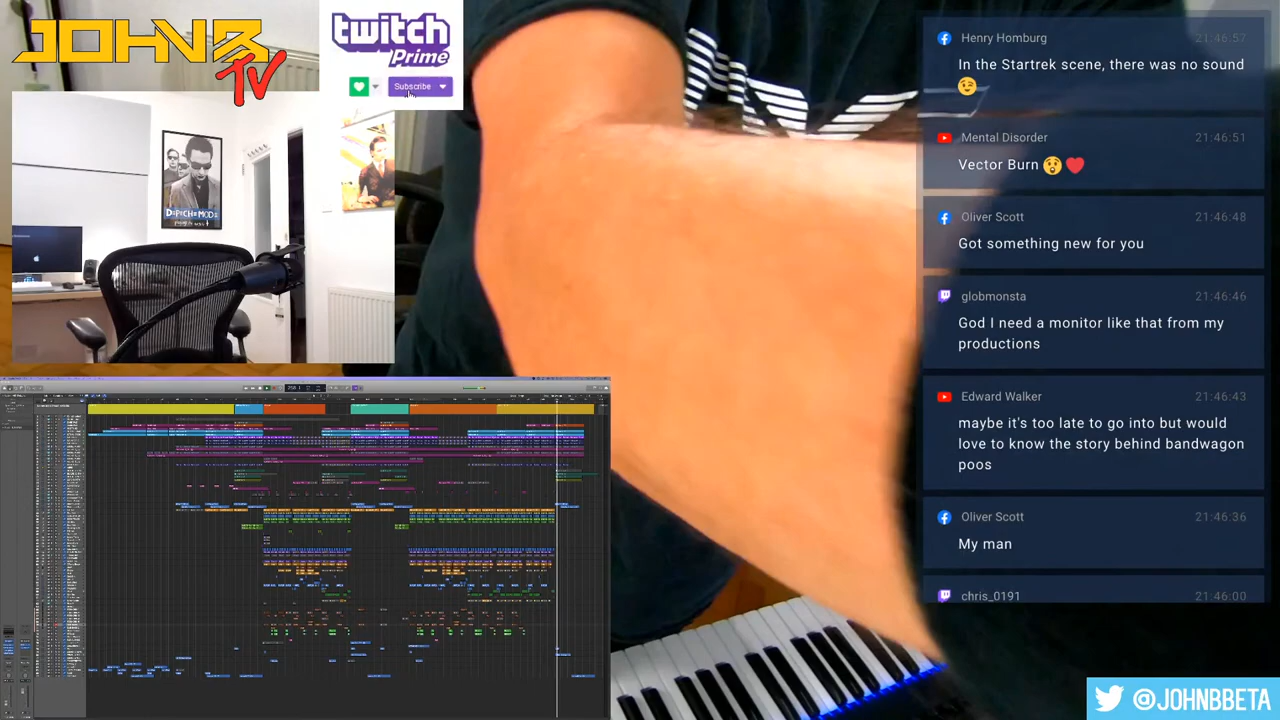 JOHN B
TV
twitch
Prime
Subscribe
DEPECHE MODE
Henry Homburg 21:46:57
In the Startrek scene, there was no sound
😉
Mental Disorder 21:46:51
Vector Burn 😲❤️
Oliver Scott 21:46:48
Got something new for you
globmonsta 21:46:46
God I need a monitor like that from my
productions
Edward Walker 21:46:43
maybe it's too late to go into but would
love to know the story behind bandwagon
poos
Oliver Scott 21:46:36
My man
chris_0191 21:46:00
@JOHNBBETA